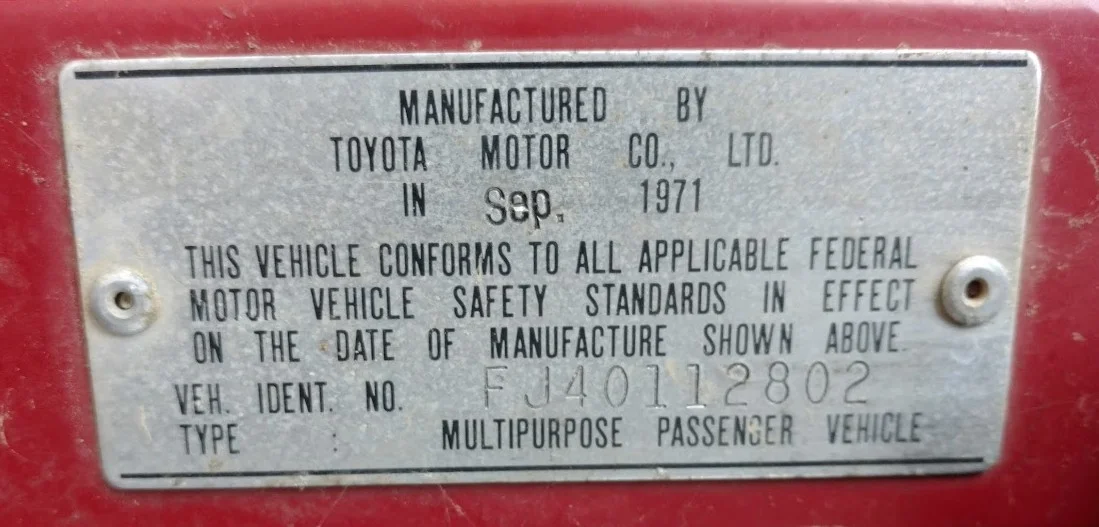 MANUFACTURED BY
TOYOTA MOTOR CO., LTD.
IN Sep. 1971
THIS VEHICLE CONFORMS TO ALL APPLICABLE FEDERAL
MOTOR VEHICLE SAFETY STANDARDS IN EFFECT
ON THE DATE OF MANUFACTURE SHOWN ABOVE.
VEH. IDENT. NO. FJ40112802
TYPE : MULTIPURPOSE PASSENGER VEHICLE